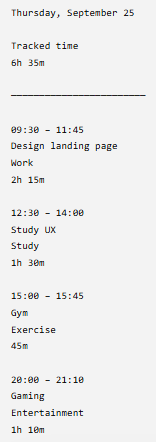 Thursday, September 25
Tracked time
6h 35m
————————————————————————
09:30 – 11:45
Design landing page
Work
2h 15m
12:30 – 14:00
Study UX
Study
1h 30m
15:00 – 15:45
Gym
Exercise
45m
20:00 – 21:10
Gaming
Entertainment
1h 10m